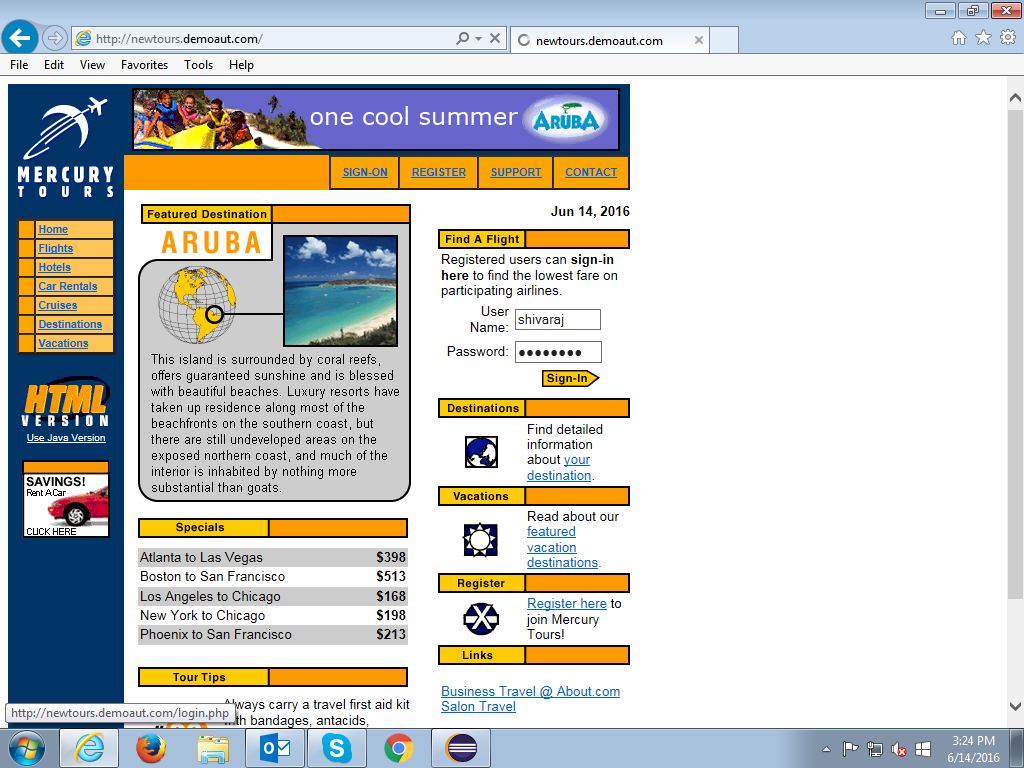 http://newtours.demoaut.com/
newtours.demoaut.com
File Edit View Favorites Tools Help
MERCURY
TOURS
one cool summer
ARUBA
SIGN-ON REGISTER SUPPORT CONTACT
Home
Flights
Hotels
Car Rentals
Cruises
Destinations
Vacations
HTML
VERSION
Use Java Version
SAVINGS!
Rent A Car
CLICK HERE
Featured Destination
ARUBA
This island is surrounded by coral reefs,
offers guaranteed sunshine and is blessed
with beautiful beaches. Luxury resorts have
taken up residence along most of the
beachfronts on the southern coast, but
there are still undeveloped areas on the
exposed northern coast, and much of the
interior is inhabited by nothing more
substantial than goats.
Specials
Atlanta to Las Vegas $398
Boston to San Francisco $513
Los Angeles to Chicago $168
New York to Chicago $198
Phoenix to San Francisco $213
Tour Tips
Always carry a travel first aid kit
with bandages, antacids,
Jun 14, 2016
Find A Flight
Registered users can sign-in
here to find the lowest fare on
participating airlines.
User
Name: shivaraj
Password: ●●●●●●●●
Sign-In
Destinations
Find detailed
information
about your
destination.
Vacations
Read about our
featured
vacation
destinations.
Register
Register here to
join Mercury
Tours!
Links
Business Travel @ About.com
Salon Travel
http://newtours.demoaut.com/login.php
3:24 PM
6/14/2016